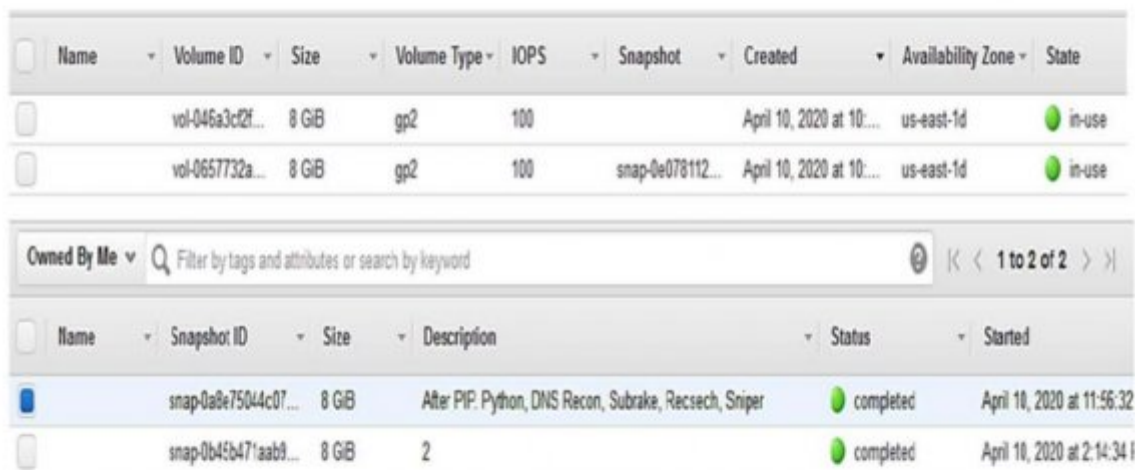 Name Volume ID Size Volume Type IOPS Snapshot Created Availability Zone State
vol-046a3cf2f... 8 GiB gp2 100 April 10, 2020 at 10:... us-east-1d in-use
vol-0657732a... 8 GiB gp2 100 snap-0e078112... April 10, 2020 at 10:... us-east-1d in-use
Owned By Me Filter by tags and attributes or search by keyword 1 to 2 of 2
Name Snapshot ID Size Description Status Started
snap-0a8e75044c07... 8 GiB After PIP. Python, DNS Recon, Subrake, Recsech, Sniper completed April 10, 2020 at 11:56:32
snap-0b45b471aab9... 8 GiB 2 completed April 10, 2020 at 2:14:34